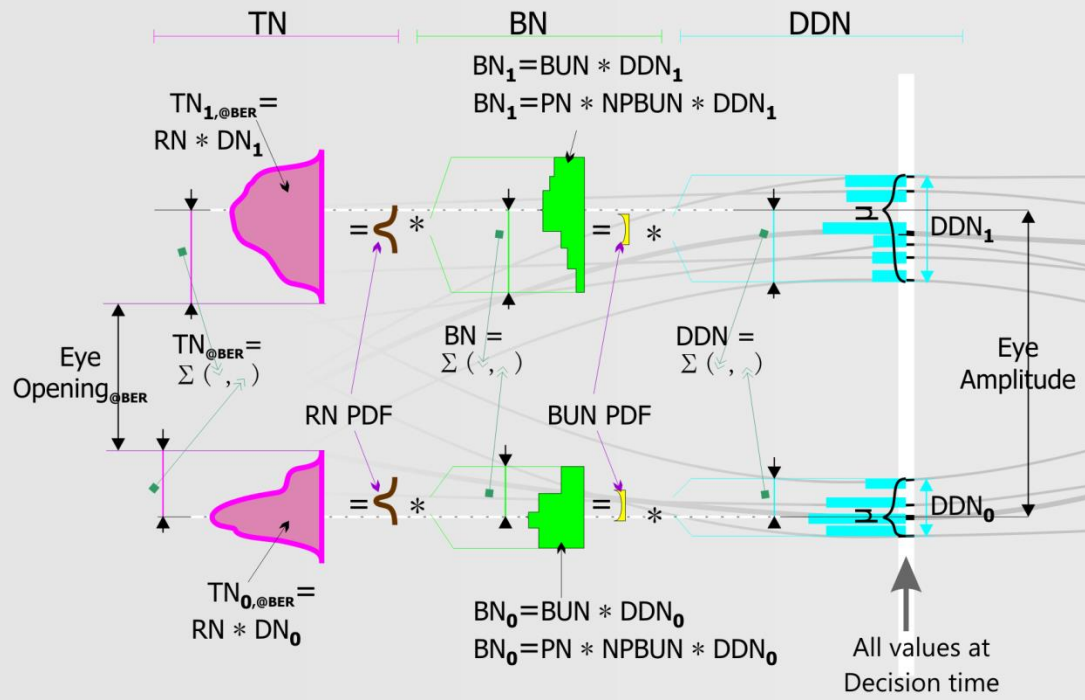 TN
BN
DDN
BN1=BUN * DDN1
BN1=PN * NPBUN * DDN1
TN1,@BER=
RN * DN1
= *
= *
μ
DDN1
TN@BER=
Σ ( , )
BN =
Σ ( , )
DDN =
Σ ( , )
Eye
Opening@BER
Eye
Amplitude
RN PDF
BUN PDF
= *
= *
μ
DDN0
TN0,@BER=
RN * DN0
BN0=BUN * DDN0
BN0=PN * NPBUN * DDN0
All values at
Decision time